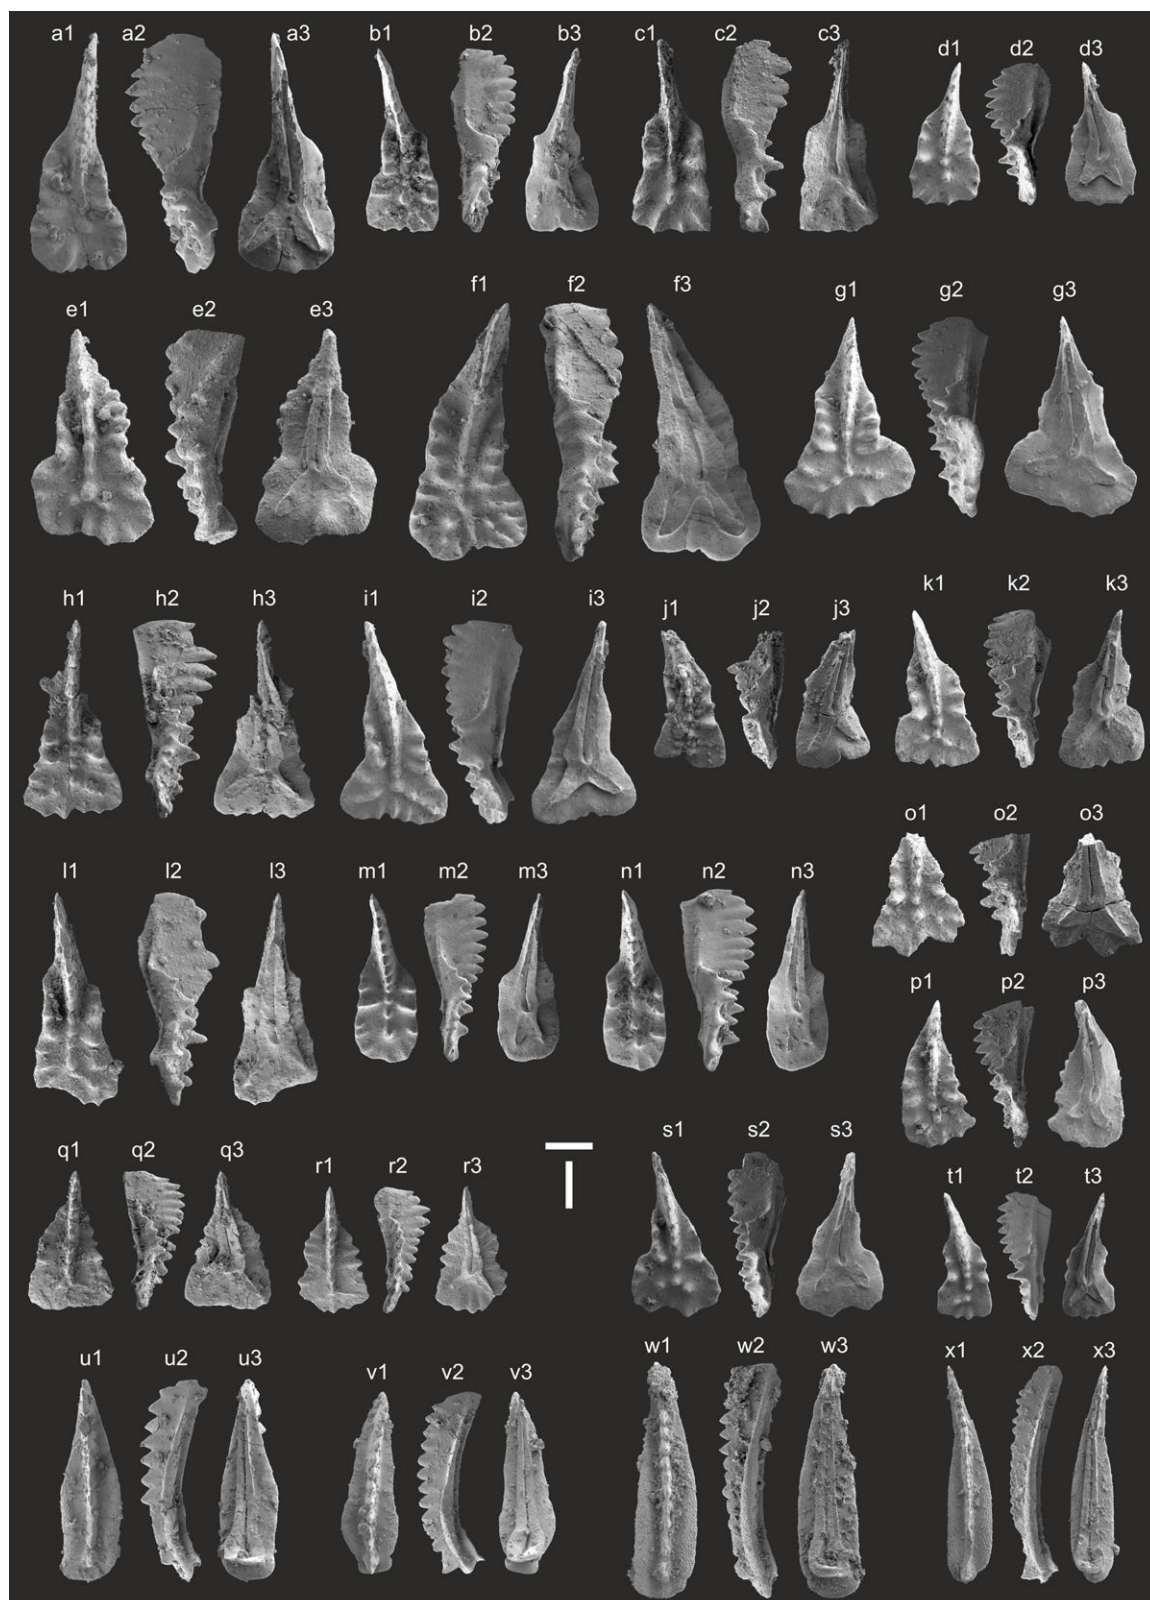 a1 a2 a3 b1 b2 b3 c1 c2 c3 d1 d2 d3
e1 e2 e3 f1 f2 f3 g1 g2 g3
h1 h2 h3 i1 i2 i3 j1 j2 j3 k1 k2 k3
l1 l2 l3 m1 m2 m3 n1 n2 n3 o1 o2 o3
p1 p2 p3
q1 q2 q3 r1 r2 r3 s1 s2 s3 t1 t2 t3
u1 u2 u3 v1 v2 v3 w1 w2 w3 x1 x2 x3